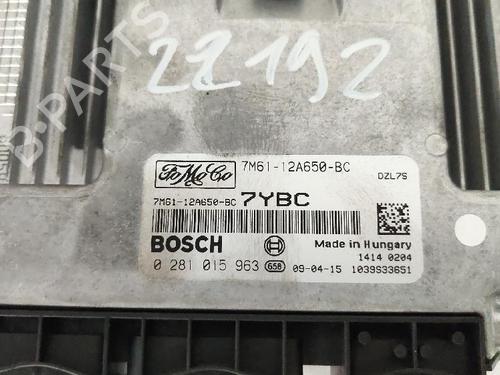 22192
B-PARTS
FoMoCo 7M61-12A650-BC
DZL7S
7M61-12A650-BC 7YBC
BOSCH Made in Hungary
1414 0204
0 281 015 963 658 09-04-15 1039S33651